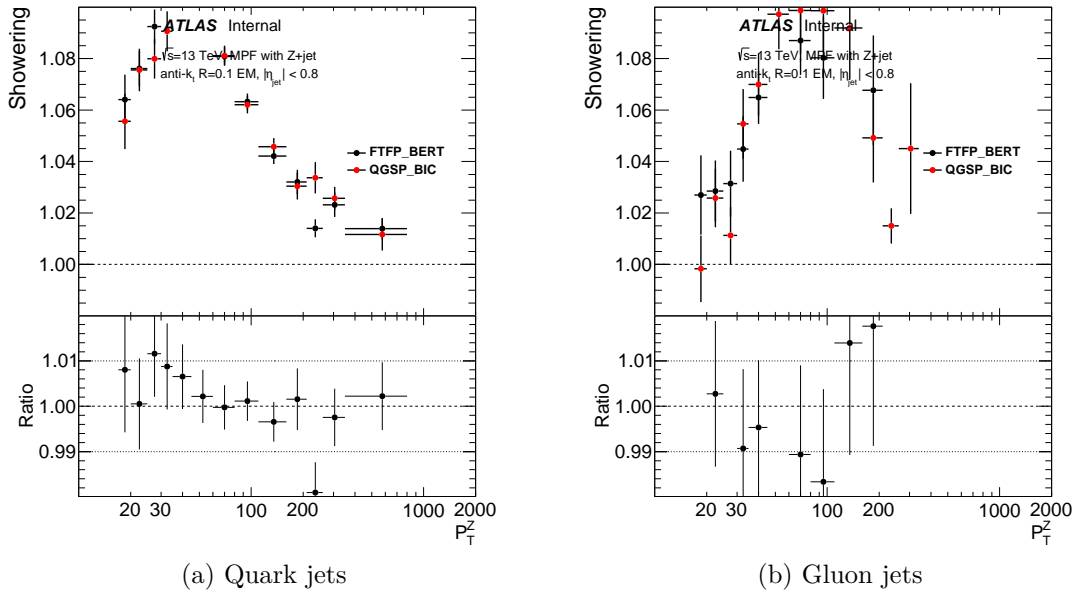 Showering
1.08
1.06
1.04
1.02
1.00
ATLAS Internal
√s=13 TeV, MPF with Z+jet
anti-k_t R=0.1 EM, |η_jet| < 0.8
FTFP_BERT
QGSP_BIC
Ratio
1.01
1.00
0.99
20 30 100 200 1000 2000
P_T^Z
(a) Quark jets
Showering
1.08
1.06
1.04
1.02
1.00
ATLAS Internal
√s=13 TeV, MPF with Z+jet
anti-k_t R=0.1 EM, |η_jet| < 0.8
FTFP_BERT
QGSP_BIC
Ratio
1.01
1.00
0.99
20 30 100 200 1000 2000
P_T^Z
(b) Gluon jets